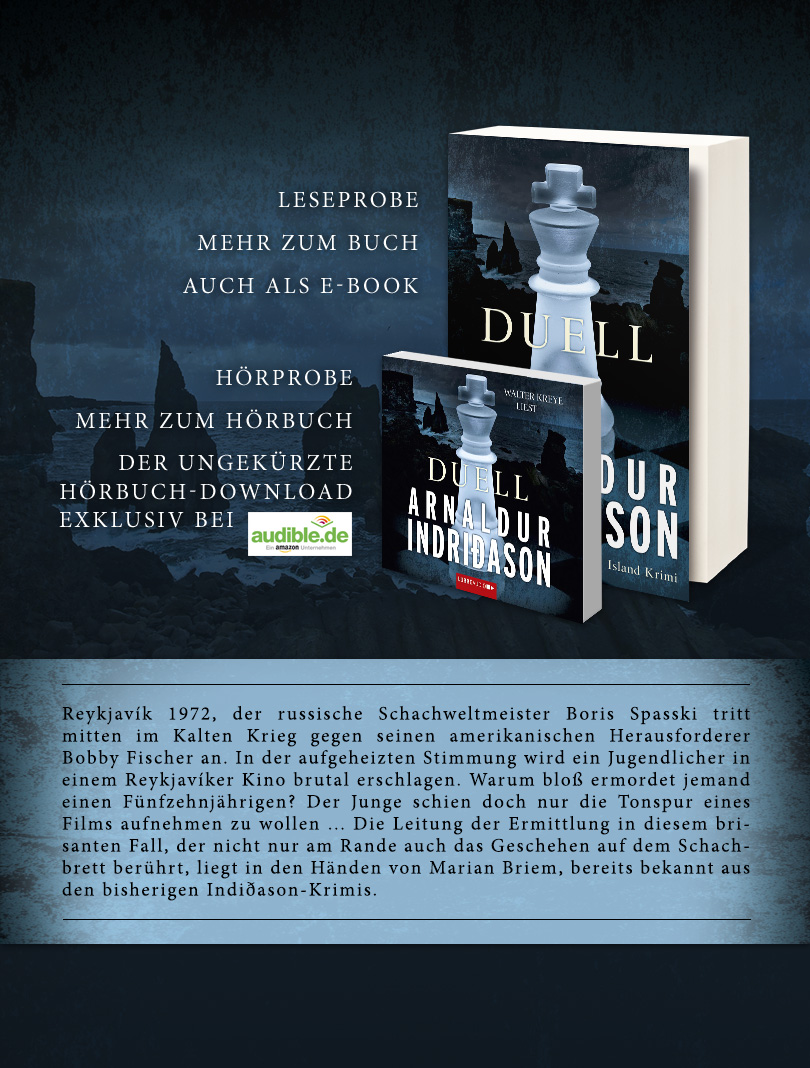 LESEPROBE
MEHR ZUM BUCH
AUCH ALS E-BOOK
HÖRPROBE
MEHR ZUM HÖRBUCH
DER UNGEKÜRZTE
HÖRBUCH-DOWNLOAD
EXKLUSIV BEI
audible.de
Ein amazon Unternehmen
DUELL
DUR
SON
Island Krimi
WALTER KREYE
LIEST
DUELL
ARNALDUR
INDRIÐASON
Reykjavík 1972, der russische Schachweltmeister Boris Spasski tritt
mitten im Kalten Krieg gegen seinen amerikanischen Herausforderer
Bobby Fischer an. In der aufgeheizten Stimmung wird ein Jugendlicher in
einem Reykjavíker Kino brutal erschlagen. Warum bloß ermordet jemand
einen Fünfzehnjährigen? Der Junge schien doch nur die Tonspur eines
Films aufnehmen zu wollen ... Die Leitung der Ermittlung in diesem bri-
santen Fall, der nicht nur am Rande auch das Geschehen auf dem Schach-
brett berührt, liegt in den Händen von Marian Briem, bereits bekannt aus
den bisherigen Indiðason-Krimis.